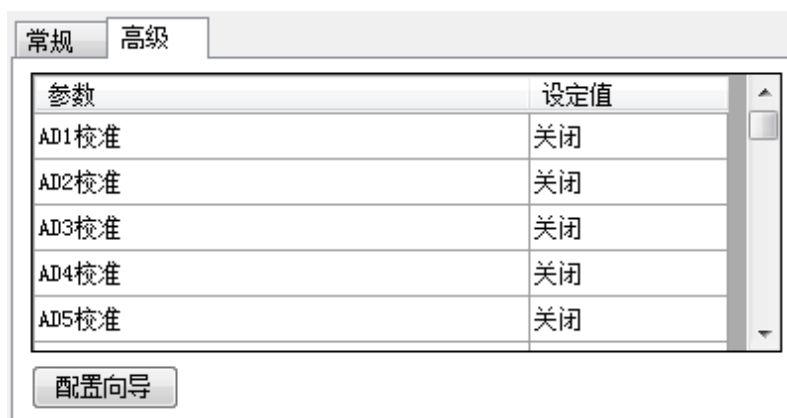 常规 高级
参数 设定值
AD1校准 关闭
AD2校准 关闭
AD3校准 关闭
AD4校准 关闭
AD5校准 关闭
配置向导